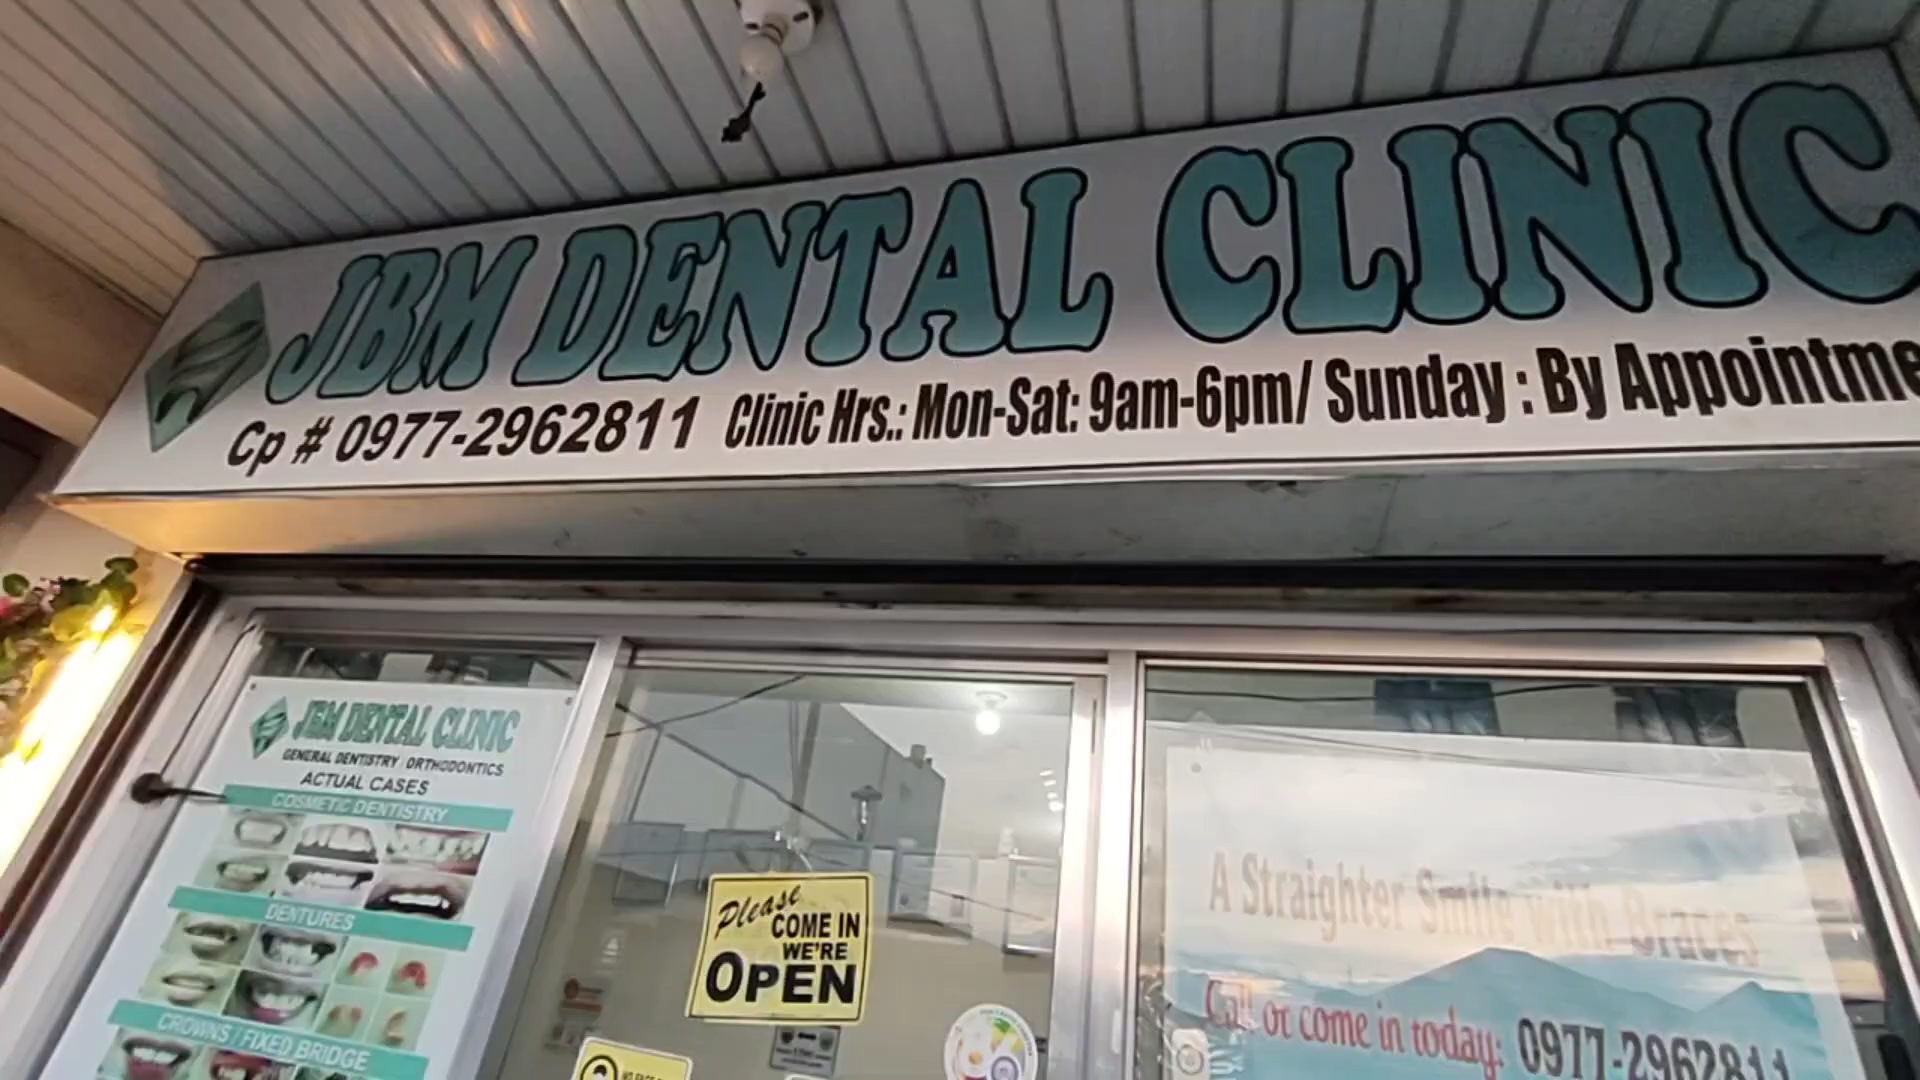 JBM DENTAL CLINIC
Cp # 0977-2962811 Clinic Hrs.: Mon-Sat: 9am-6pm/ Sunday : By Appointme
JBM DENTAL CLINIC
GENERAL DENTISTRY / ORTHODONTICS
ACTUAL CASES
COSMETIC DENTISTRY
DENTURES
CROWNS / FIXED BRIDGE
Please
COME IN
WE'RE
OPEN
A Straighter Smile with Braces
Call or come in today: 0977-2962811